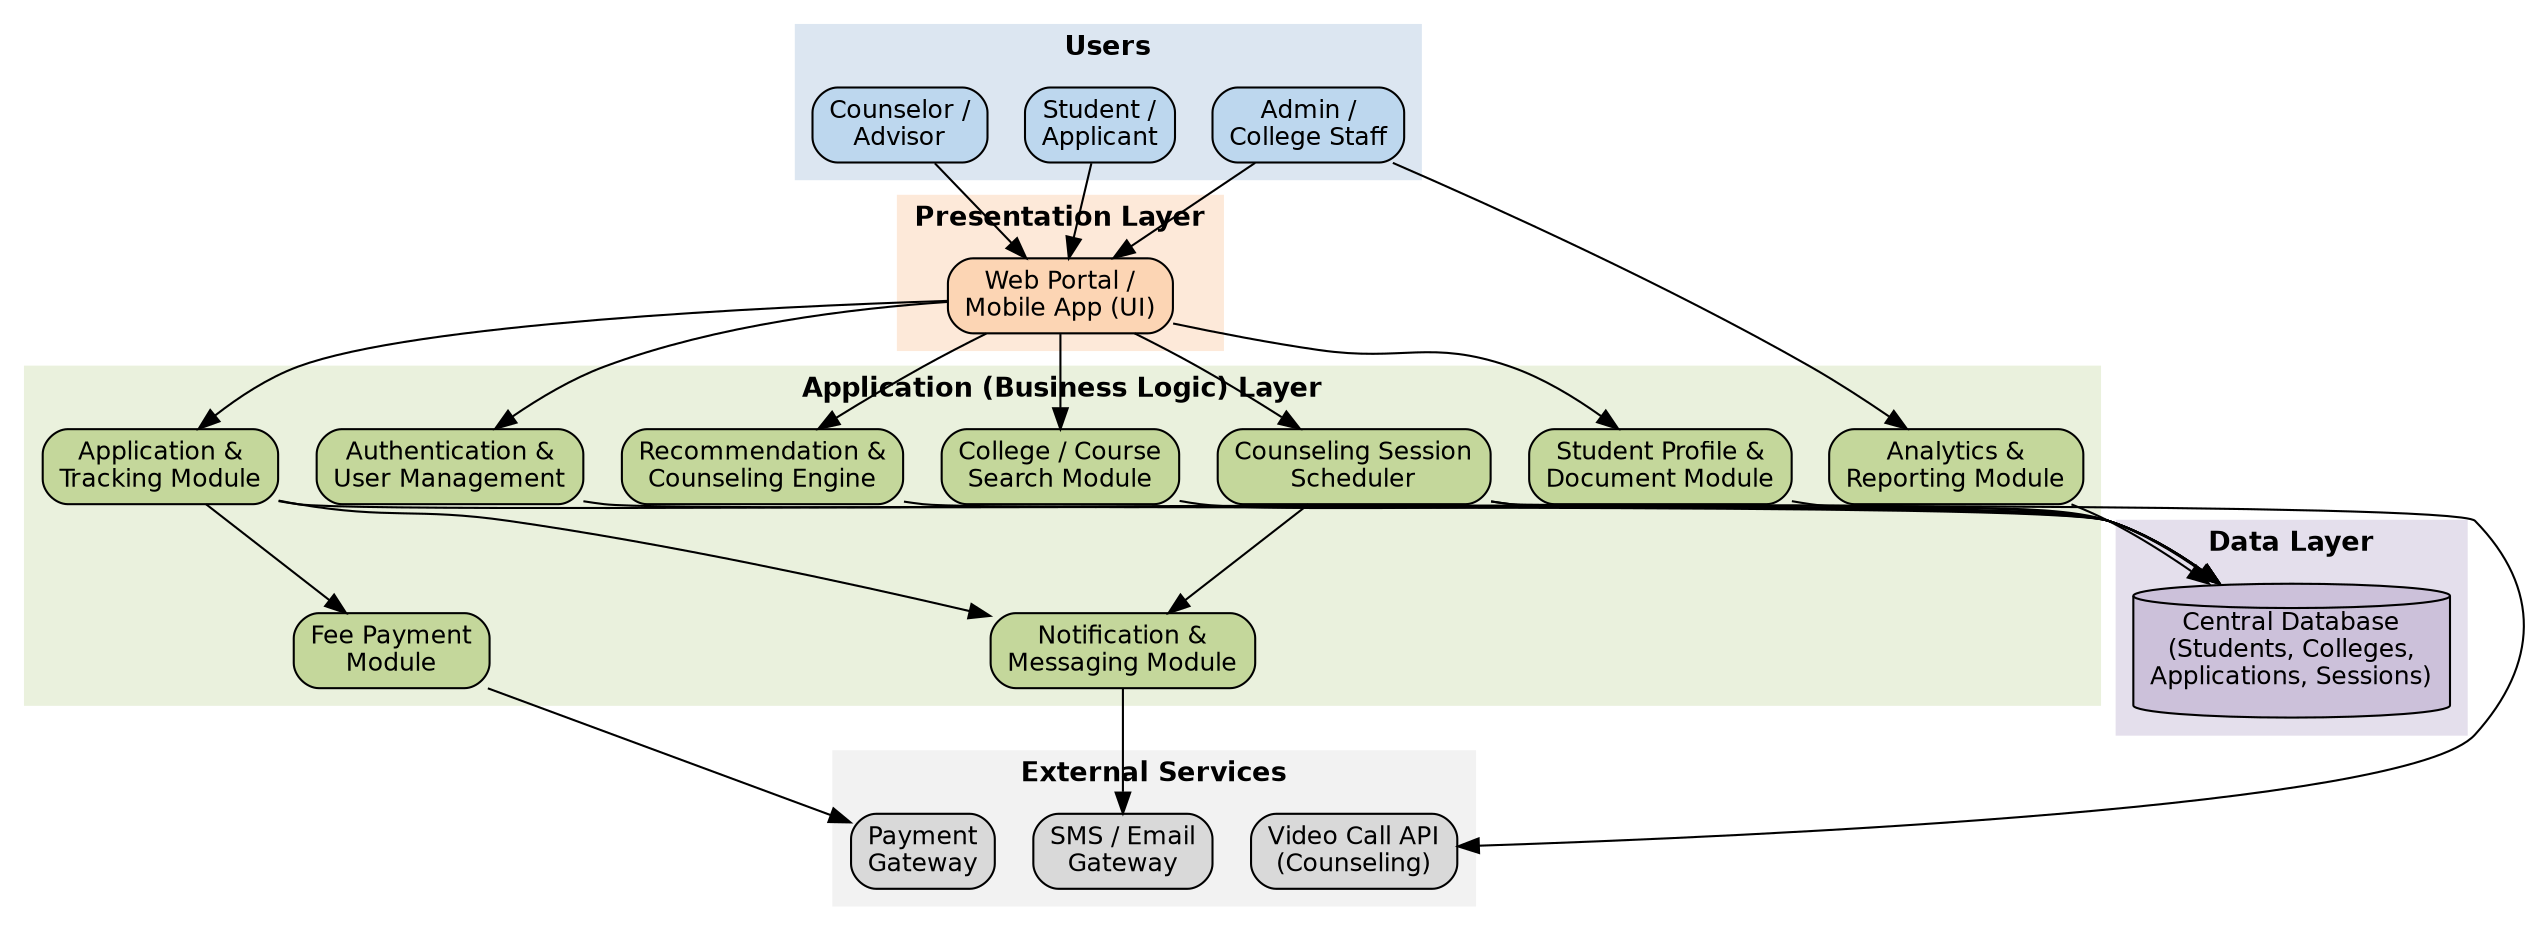 Users
Counselor /
Advisor
Student /
Applicant
Admin /
College Staff
Presentation Layer
Web Portal /
Mobile App (UI)
Application (Business Logic) Layer
Application &
Tracking Module
Authentication &
User Management
Recommendation &
Counseling Engine
College / Course
Search Module
Counseling Session
Scheduler
Student Profile &
Document Module
Analytics &
Reporting Module
Fee Payment
Module
Notification &
Messaging Module
Data Layer
Central Database
(Students, Colleges,
Applications, Sessions)
External Services
Payment
Gateway
SMS / Email
Gateway
Video Call API
(Counseling)